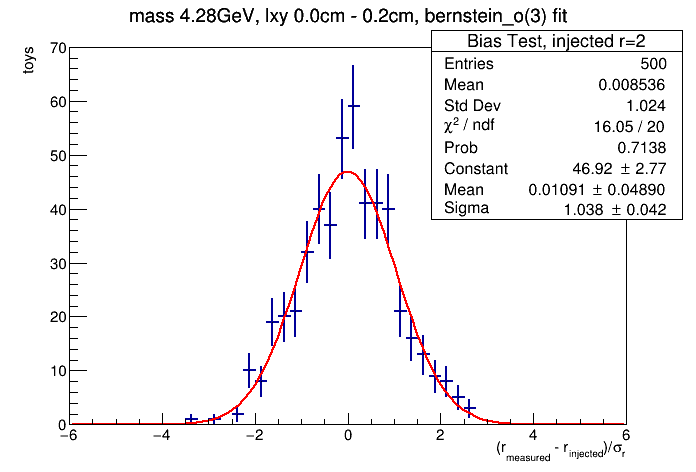 mass 4.28GeV, lxy 0.0cm - 0.2cm, bernstein_o(3) fit
Bias Test, injected r=2
Entries 500
Mean 0.008536
Std Dev 1.024
χ² / ndf 16.05 / 20
Prob 0.7138
Constant 46.92 ± 2.77
Mean 0.01091 ± 0.04890
Sigma 1.038 ± 0.042
toys
70
60
50
40
30
20
10
0
−6 −4 −2 0 2 4 6
(r_measured - r_injected)/σ_r